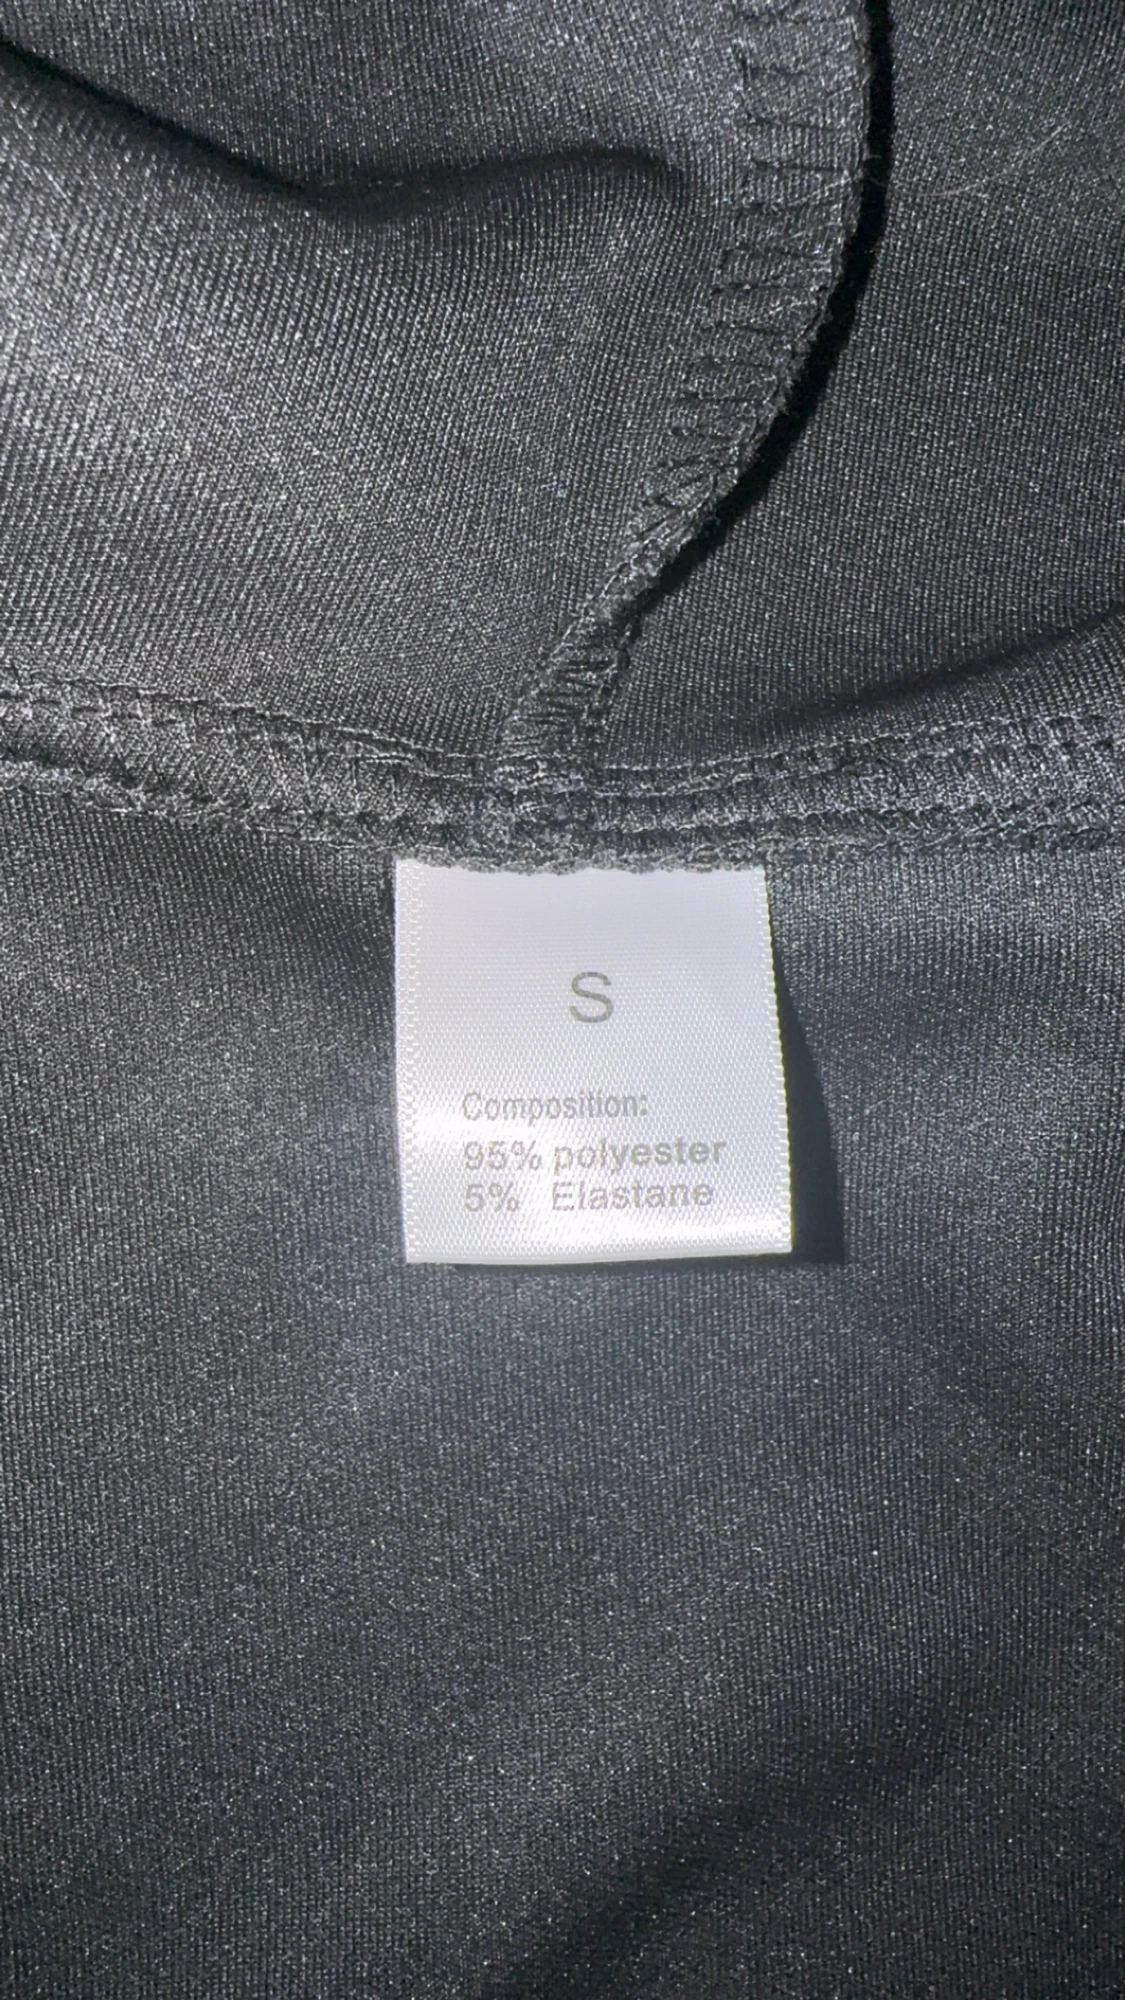 S
Composition:
95% polyester
5% Elastane